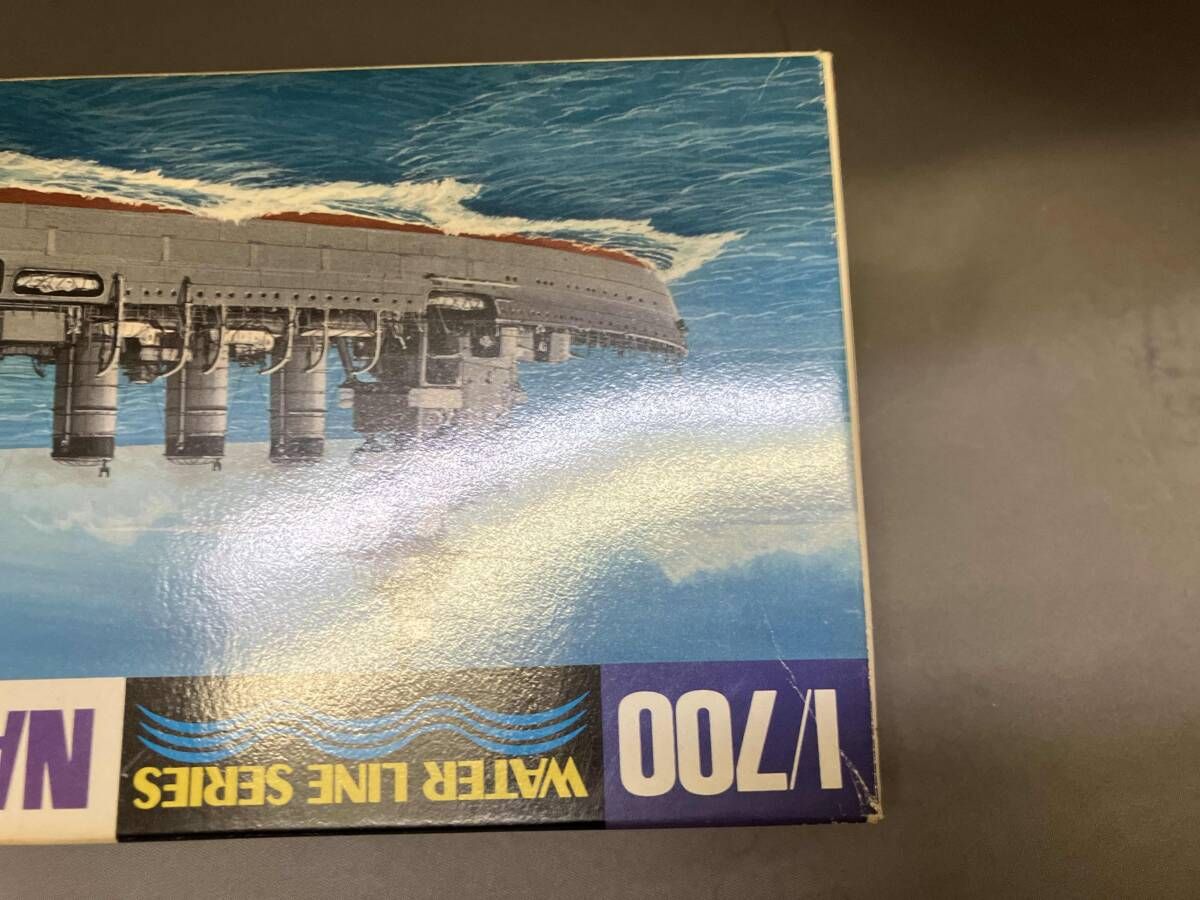 1/700
WATER LINE SERIES
NA